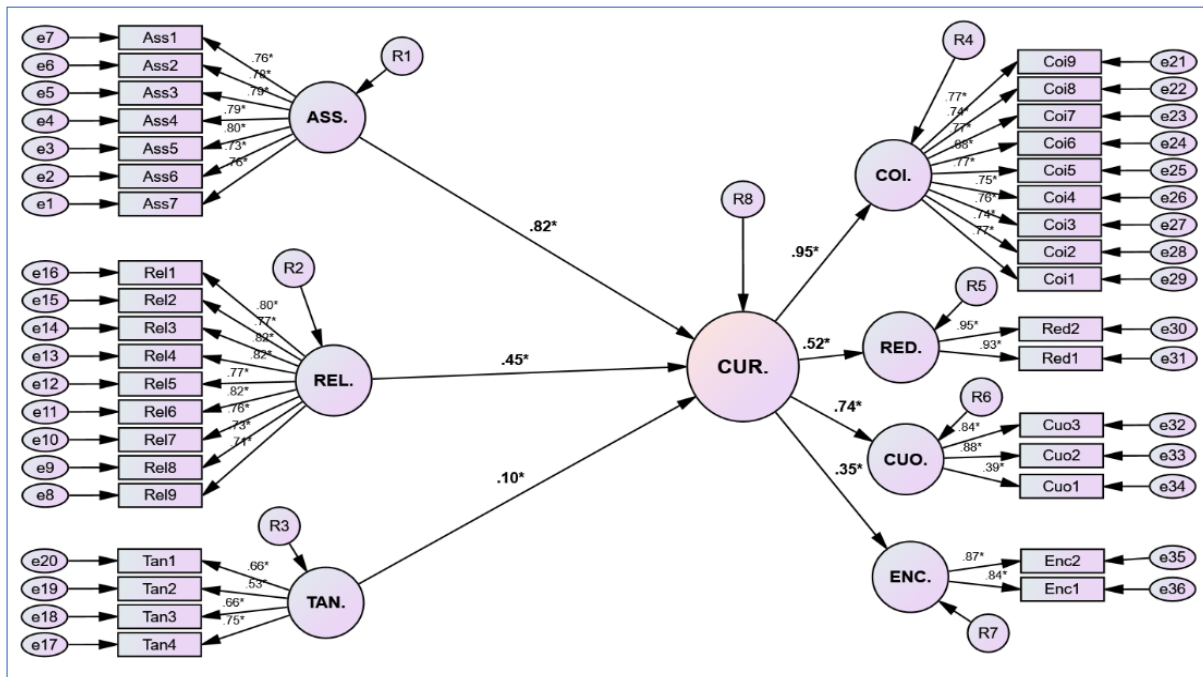 e7 Ass1
e6 Ass2
e5 Ass3
e4 Ass4
e3 Ass5
e2 Ass6
e1 Ass7
.76*
.79*
.79*
.80*
.73*
.76*
ASS.
R1
.82*
e16 Rel1
e15 Rel2
e14 Rel3
e13 Rel4
e12 Rel5
e11 Rel6
e10 Rel7
e9 Rel8
e8 Rel9
.80*
.77*
.82*
.82*
.77*
.82*
.76*
.73*
.71*
REL.
R2
.45*
e20 Tan1
e19 Tan2
e18 Tan3
e17 Tan4
.66*
.53*
.66*
.75*
TAN.
R3
.10*
R8
CUR.
.95*
.52*
.74*
.35*
R4
COI.
.77*
.74*
.77*
.77*
.75*
.76*
.74*
.77*
Coi9 e21
Coi8 e22
Coi7 e23
Coi6 e24
Coi5 e25
Coi4 e26
Coi3 e27
Coi2 e28
Coi1 e29
R5
RED.
.95*
.93*
Red2 e30
Red1 e31
R6
CUO.
.84*
.88*
.39*
Cuo3 e32
Cuo2 e33
Cuo1 e34
ENC.
.87*
.84*
Enc2 e35
Enc1 e36
R7